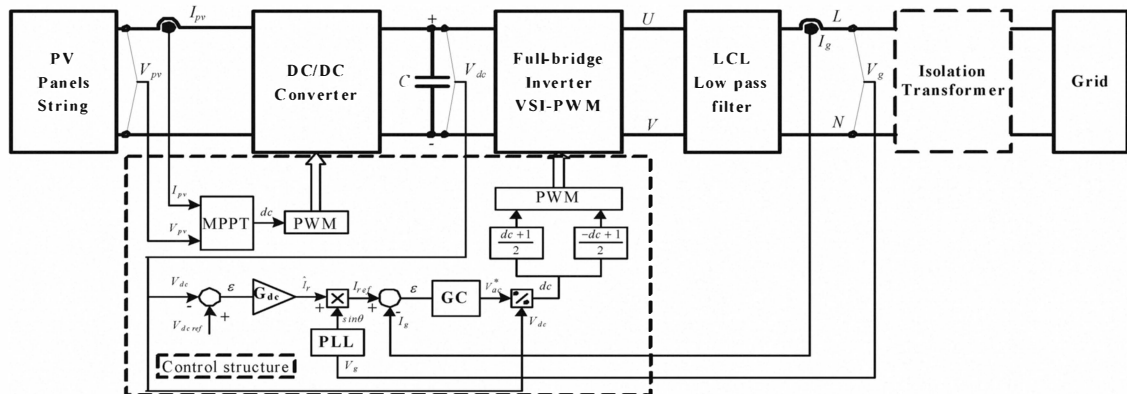 I_pv
PV
Panels
String
V_pv
DC/DC
Converter
+
C
-
V_dc
Full-bridge
Inverter
VSI-PWM
U
V
LCL
Low pass
filter
L
I_g
V_g
N
Isolation
Transformer
Grid
I_pv
V_pv
MPPT
dc
PWM
PWM
dc+1
2
-dc+1
2
V_dc
-
+
V_dc ref
ε
G_dc
î_r
+
×
I_ref
+
-
I_g
ε
GC
V*_ac
%
dc
V_dc
sinθ
PLL
V_g
Control structure